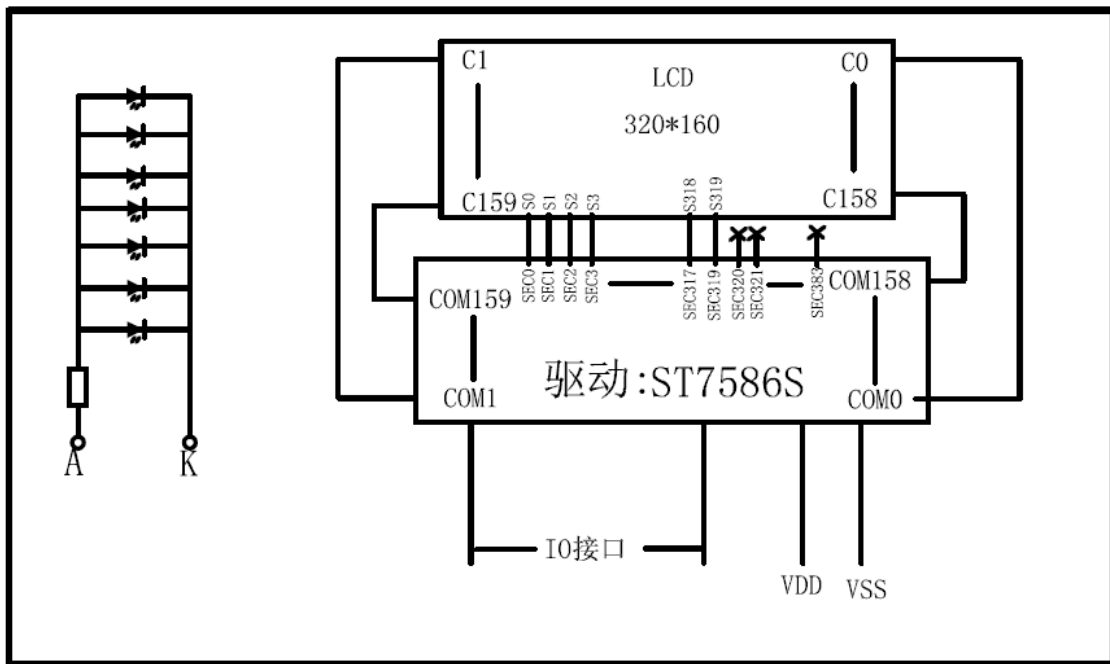 C1
C0
LCD
320*160
C159
S0
S1
S2
S3
S318
S319
C158
SEC0
SEC1
SEC2
SEC3
SEC317
SEC319
SEC320
SEC321
SEC383
COM159
COM158
驱动:ST7586S
COM1
COM0
A
K
IO接口
VDD
VSS